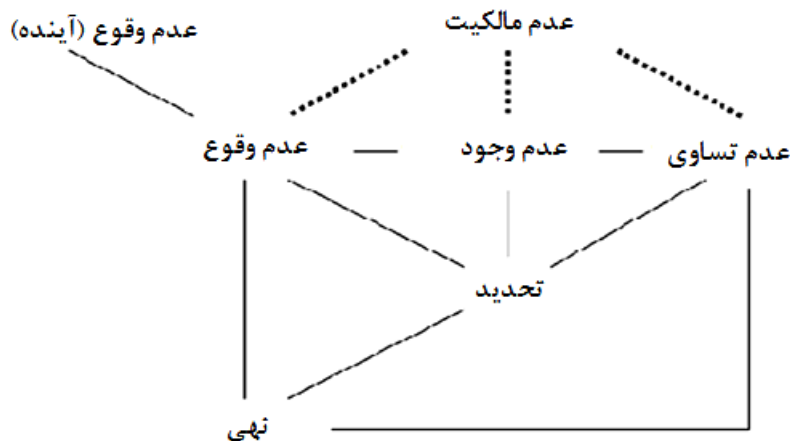 عدم مالکیت
عدم وقوع (آینده)
عدم تساوی
عدم وجود
عدم وقوع
تحدید
نهی